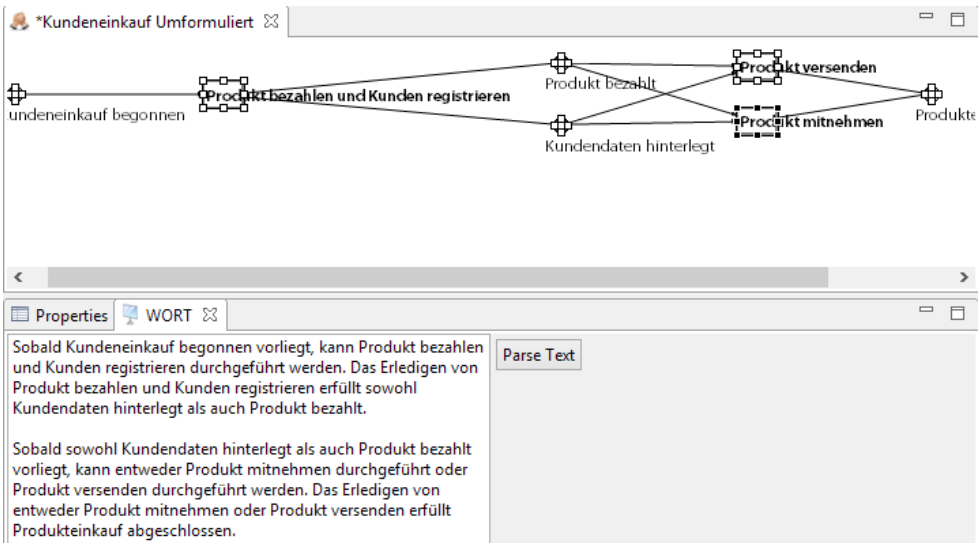 *Kundeneinkauf Umformuliert
Produkt versenden
Produkt bezahlt
Produkt bezahlen und Kunden registrieren
undeneinkauf begonnen
Produkte
Produkt mitnehmen
Kundendaten hinterlegt
Properties
WORT
Sobald Kundeneinkauf begonnen vorliegt, kann Produkt bezahlen
und Kunden registrieren durchgeführt werden. Das Erledigen von
Produkt bezahlen und Kunden registrieren erfüllt sowohl
Kundendaten hinterlegt als auch Produkt bezahlt.
Sobald sowohl Kundendaten hinterlegt als auch Produkt bezahlt
vorliegt, kann entweder Produkt mitnehmen durchgeführt oder
Produkt versenden durchgeführt werden. Das Erledigen von
entweder Produkt mitnehmen oder Produkt versenden erfüllt
Produkteinkauf abgeschlossen.
Parse Text